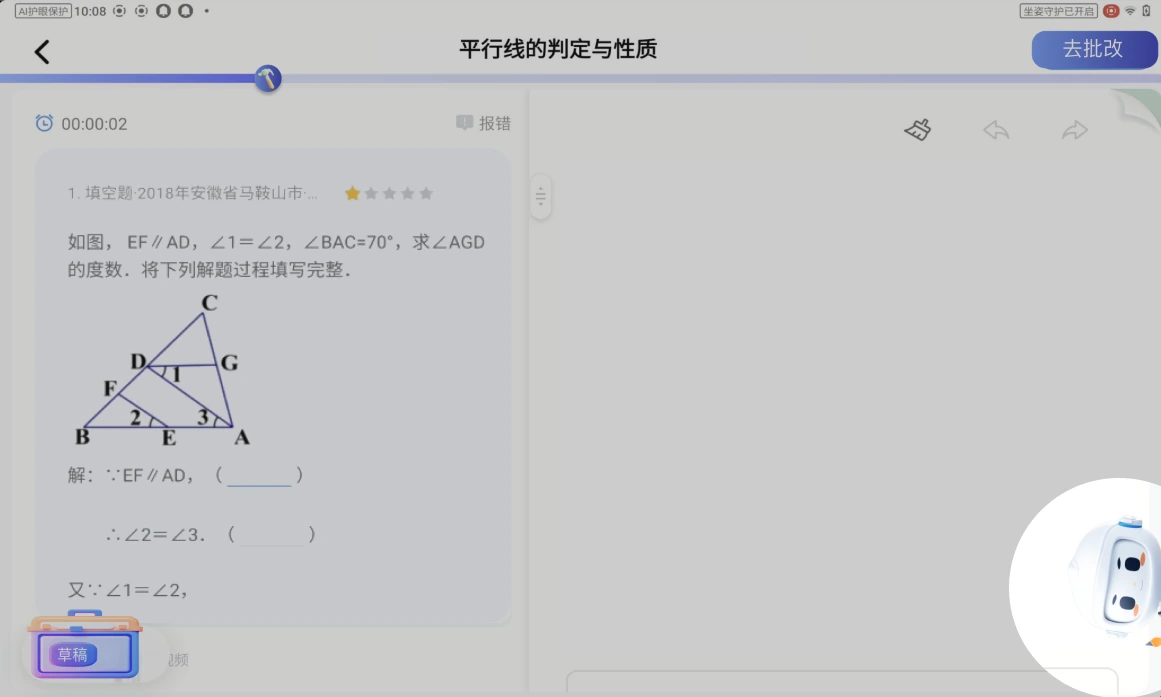 AI护眼保护 10:08 坐姿守护已开启
平行线的判定与性质
去批改
00:00:02 报错
1. 填空题·2018年安徽省马鞍山市·...
如图， EF∥AD，∠1＝∠2，∠BAC=70°，求∠AGD
的度数．将下列解题过程填写完整．
C
D
G
1
F
2
3
B
E
A
解：∵EF∥AD，（______）
∴∠2＝∠3．（______）
又∵∠1＝∠2，
草稿
频